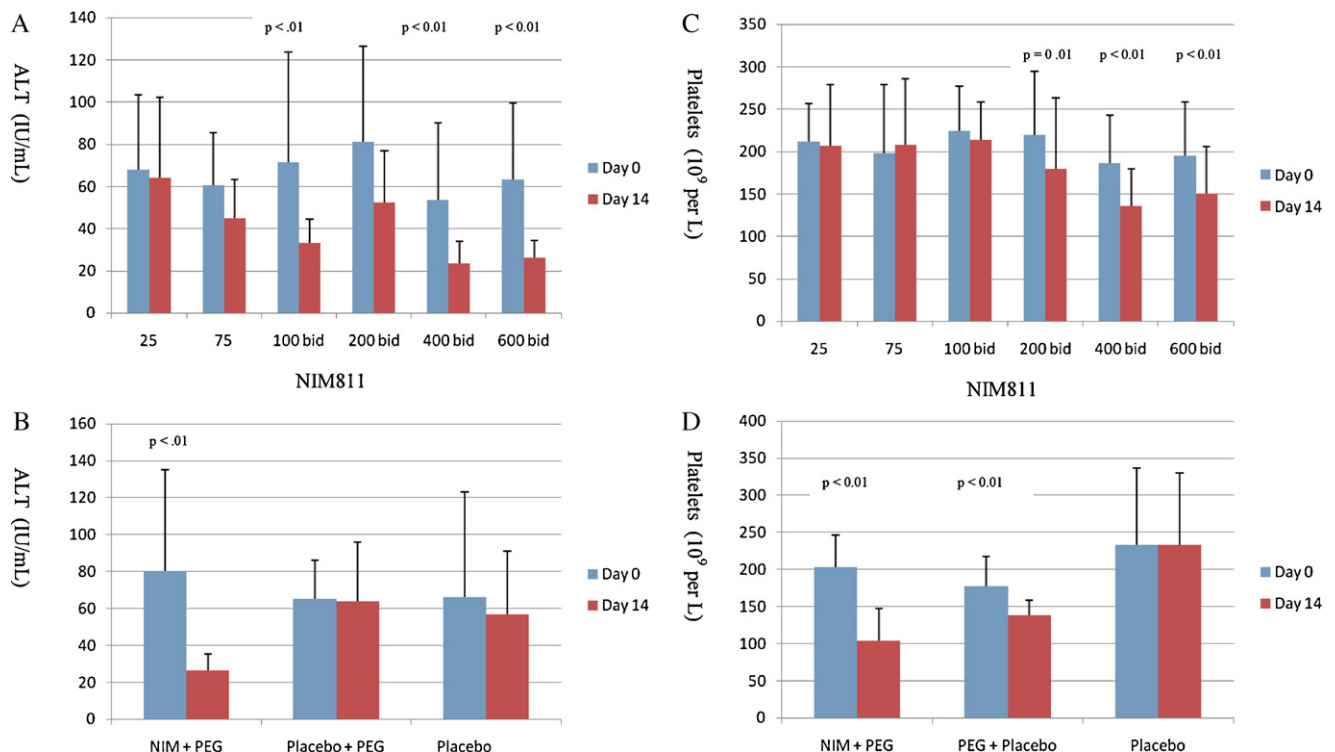 A
ALT (IU/mL)
140
120
100
80
60
40
20
0
p < .01
p < 0.01
p < 0.01
Day 0
Day 14
25 75 100 bid 200 bid 400 bid 600 bid
NIM811
C
Platelets (10⁹ per L)
350
300
250
200
150
100
50
0
p = 0 .01
p < 0.01
p < 0.01
Day 0
Day 14
25 75 100 bid 200 bid 400 bid 600 bid
NIM811
B
ALT (IU/mL)
160
140
120
100
80
60
40
20
0
p < .01
Day 0
Day 14
NIM + PEG Placebo + PEG Placebo
D
Platelets (10⁹ per L)
400
350
300
250
200
150
100
50
0
p < 0.01
p < 0.01
Day 0
Day 14
NIM + PEG PEG + Placebo Placebo